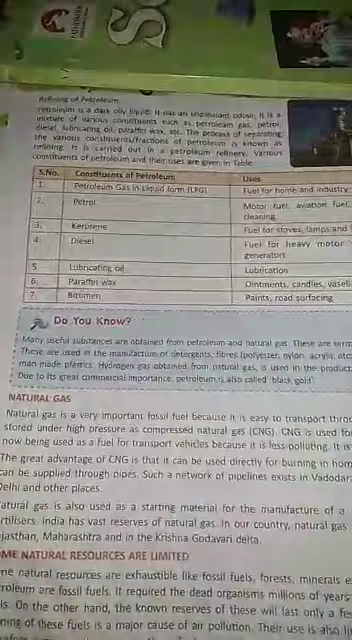 Refining of Petroleum
Petroleum is a dark oily liquid. It has an unpleasant odour. It is a
mixture of various constituents such as petroleum gas, petrol,
diesel, lubricating oil, paraffin wax, etc. The process of separating
the various constituents/fractions of petroleum is known as
refining. It is carried out in a petroleum refinery. Various
constituents of petroleum and their uses are given in Table
S.No. Constituents of Petroleum Uses
1. Petroleum Gas in Liquid form (LPG) Fuel for home and industry
2. Petrol Motor fuel, aviation fuel,
cleaning
3. Kerosene Fuel for stoves, lamps and
4. Diesel Fuel for heavy motor
generators
5. Lubricating oil Lubrication
6. Paraffin wax Ointments, candles,
7. Bitumen Paints, road surfacing
Do You Know?
Many useful substances are obtained from petroleum and natural gas. These are
These are used in the manufacture of detergents, fibres (polyester, nylon, acrylic
man-made plastics. Hydrogen gas obtained from natural gas, is used in the
Due to its great commercial importance, petroleum is also called 'black gold'.
NATURAL GAS
Natural gas is a very important fossil fuel because it is easy to transport
stored under high pressure as compressed natural gas (CNG). CNG is used
now being used as a fuel for transport vehicles because it is less polluting. It is
The great advantage of CNG is that it can be used directly for burning in
can be supplied through pipes. Such a network of pipelines exists in
Delhi and other places.
atural gas is also used as a starting material for the manufacture of a
rtilisers. India has vast reserves of natural gas. In our country, natural gas
jasthan, Maharashtra and in the Krishna Godavari delta.
ME NATURAL RESOURCES ARE LIMITED
me natural resources are exhaustible like fossil fuels, forests, minerals
roleum are fossil fuels. It required the dead organisms millions of years
ls. On the other hand, the known reserves of these will last only a
ning of these fuels is a major cause of air pollution. Their use is also